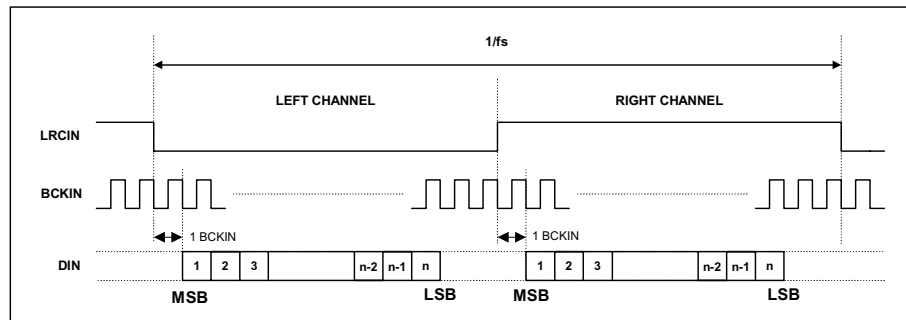 1/fs
LEFT CHANNEL RIGHT CHANNEL
LRCIN
BCKIN
1 BCKIN 1 BCKIN
DIN 1 2 3 n-2 n-1 n 1 2 3 n-2 n-1 n
MSB LSB MSB LSB